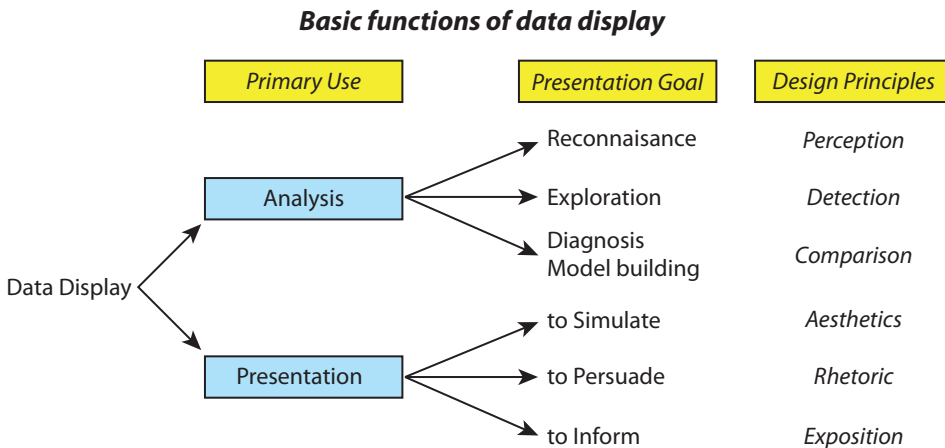 Basic functions of data display
Primary Use
Presentation Goal
Design Principles
Reconnaisance
Perception
Analysis
Exploration
Detection
Diagnosis
Model building
Comparison
Data Display
to Simulate
Aesthetics
Presentation
to Persuade
Rhetoric
to Inform
Exposition